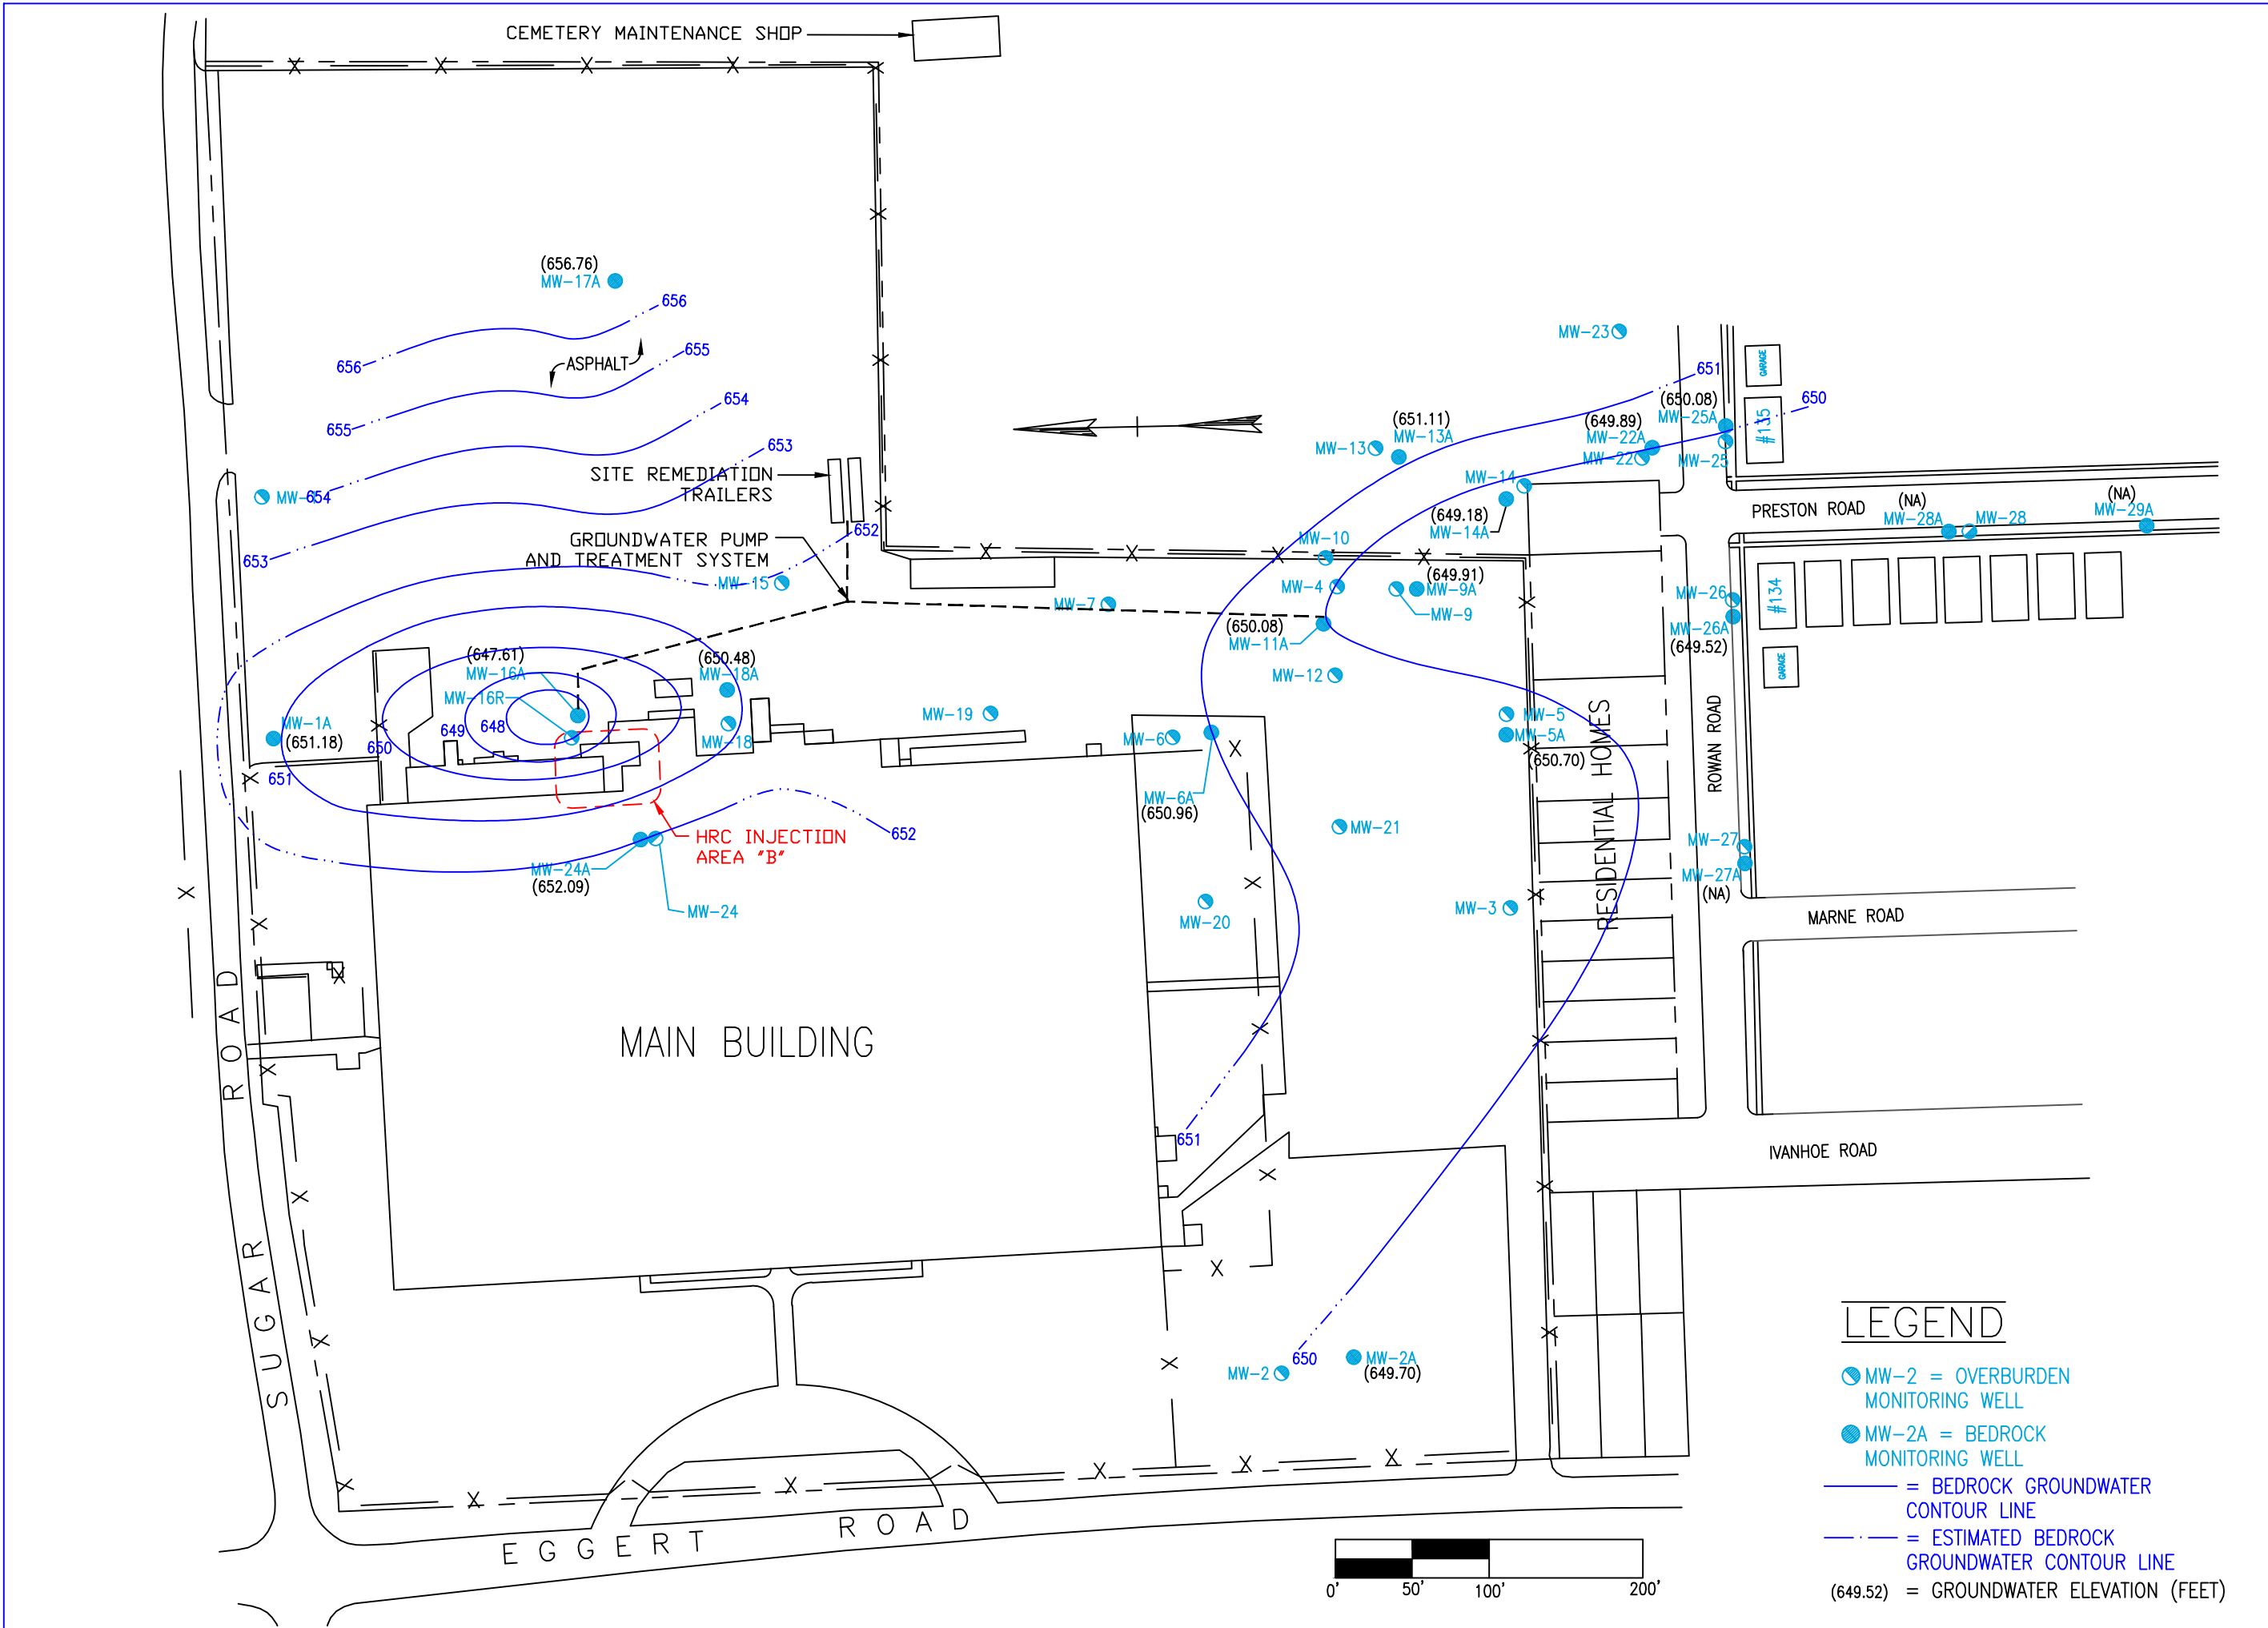 CEMETERY MAINTENANCE SHOP
(656.76)
MW-17A
656
656
ASPHALT
655
655
654
MW-
654
653
653
SITE REMEDIATION
TRAILERS
652
GROUNDWATER PUMP
AND TREATMENT SYSTEM
MW-15
MW-7
(647.61)
MW-16A
MW-16R
(650.48)
MW-18A
MW-18
MW-1A
(651.18)
650
649
648
651
MW-19
652
HRC INJECTION
AREA "B"
MW-24A
(652.09)
MW-24
MW-23
651
650
GARAGE
#135
(650.08)
MW-25A
MW-25
(649.89)
MW-22A
MW-22
(651.11)
MW-13A
MW-13
MW-14
(649.18)
MW-14A
MW-10
MW-4
(649.91)
MW-9A
MW-9
(650.08)
MW-11A
MW-12
PRESTON ROAD
(NA)
MW-28A
MW-28
(NA)
MW-29A
#134
GARAGE
MW-26
MW-26A
(649.52)
MW-5
MW-5A
(650.70)
MW-6
MW-6A
(650.96)
MW-21
MW-20
MW-3
RESIDENTIAL HOMES
ROWAN ROAD
MW-27
MW-27A
(NA)
MARNE ROAD
IVANHOE ROAD
MAIN BUILDING
651
650
MW-2
MW-2A
(649.70)
SUGAR ROAD
EGGERT ROAD
0' 50' 100' 200'
LEGEND
MW-2 = OVERBURDEN
MONITORING WELL
MW-2A = BEDROCK
MONITORING WELL
= BEDROCK GROUNDWATER
CONTOUR LINE
= ESTIMATED BEDROCK
GROUNDWATER CONTOUR LINE
(649.52) = GROUNDWATER ELEVATION (FEET)